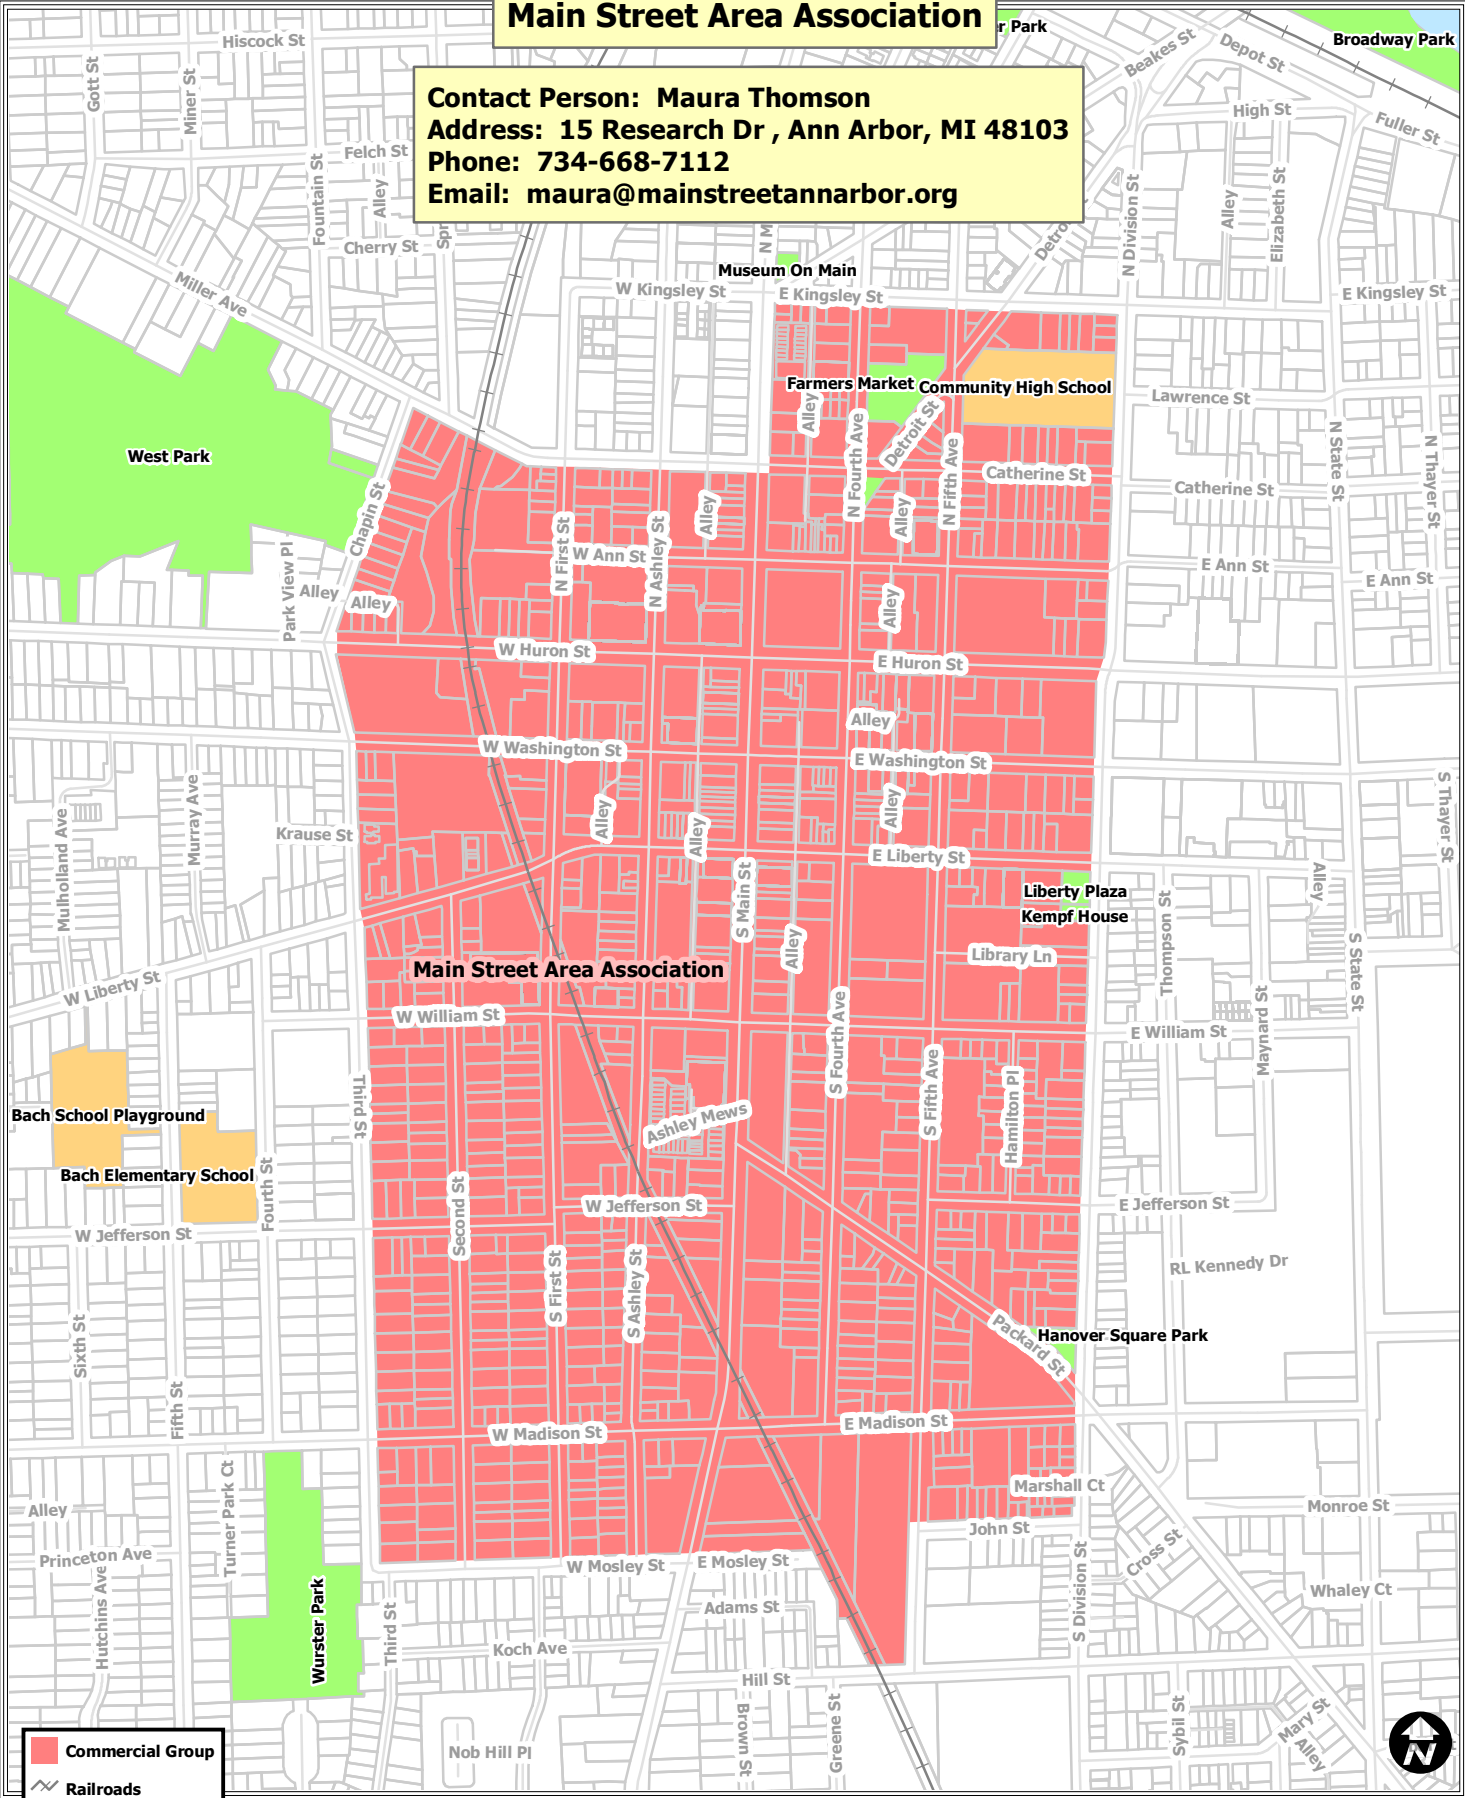 Main Street Area Association
Contact Person: Maura Thomson
Address: 15 Research Dr , Ann Arbor, MI 48103
Phone: 734-668-7112
Email: maura@mainstreetannarbor.org
er Park
Broadway Park
Hiscock St
Gott St
Miner St
Beakes St
Depot St
High St
Fuller St
Felch St
Fountain St
Alley
Cherry St
Spr
N M
Detro
N Division St
Alley
Elizabeth St
Miller Ave
Museum On Main
W Kingsley St
E Kingsley St
E Kingsley St
Farmers Market
Community High School
Lawrence St
Alley
N Fourth Ave
Detroit St
N Fifth Ave
Catherine St
Catherine St
N State St
N Thayer St
West Park
Chapin St
Alley
Alley
N First St
W Ann St
N Ashley St
E Ann St
E Ann St
Park View Pl
Alley
Alley
Alley
W Huron St
E Huron St
Alley
W Washington St
E Washington St
Mulholland Ave
Murray Ave
Krause St
Alley
Alley
Alley
S Thayer St
E Liberty St
Alley
Liberty Plaza
Kempf House
S Main St
Alley
Library Ln
Thompson St
S State St
Main Street Area Association
W Liberty St
W William St
S Fourth Ave
E William St
Maynard St
Bach School Playground
Third St
Ashley Mews
S Fifth Ave
Hamilton Pl
Bach Elementary School
Fourth St
Second St
W Jefferson St
W Jefferson St
E Jefferson St
RL Kennedy Dr
S First St
S Ashley St
Sixth St
Packard St
Hanover Square Park
Fifth St
W Madison St
E Madison St
Turner Park Ct
Marshall Ct
Monroe St
Alley
John St
Princeton Ave
W Mosley St
E Mosley St
Cross St
Hutchins Ave
Wurster Park
Third St
Adams St
S Division St
Whaley Ct
Koch Ave
Hill St
Brown St
Greene St
Sybil St
Mary St
Alley
Nob Hill Pl
Commercial Group
Railroads
N